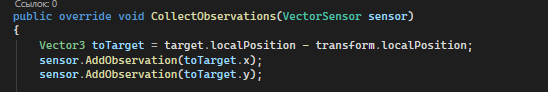 Ссылок: 0
public override void CollectObservations(VectorSensor sensor)
{
Vector3 toTarget = target.localPosition - transform.localPosition;
sensor.AddObservation(toTarget.x);
sensor.AddObservation(toTarget.y);